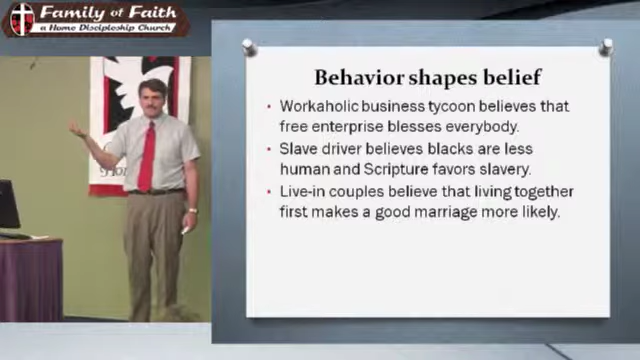 Family of Faith
a Home Discipleship Church
Behavior shapes belief
• Workaholic business tycoon believes that
free enterprise blesses everybody.
• Slave driver believes blacks are less
human and Scripture favors slavery.
• Live-in couples believe that living together
first makes a good marriage more likely.